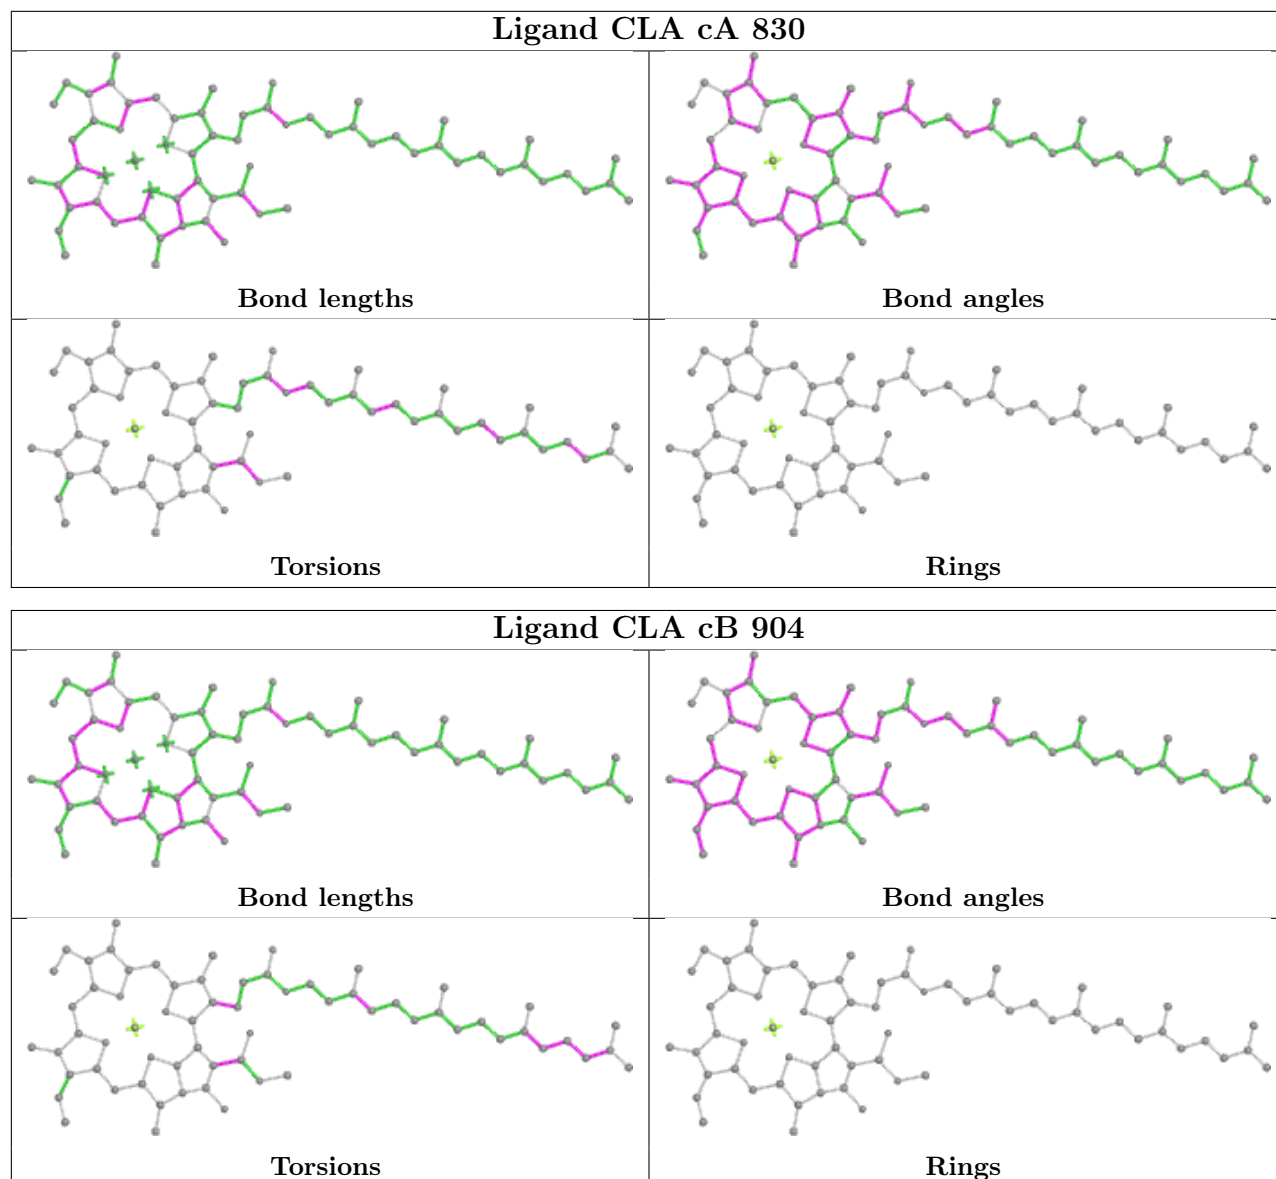 Ligand CLA cA 830
Bond lengths
Bond angles
Torsions
Rings
Ligand CLA cB 904
Bond lengths
Bond angles
Torsions
Rings